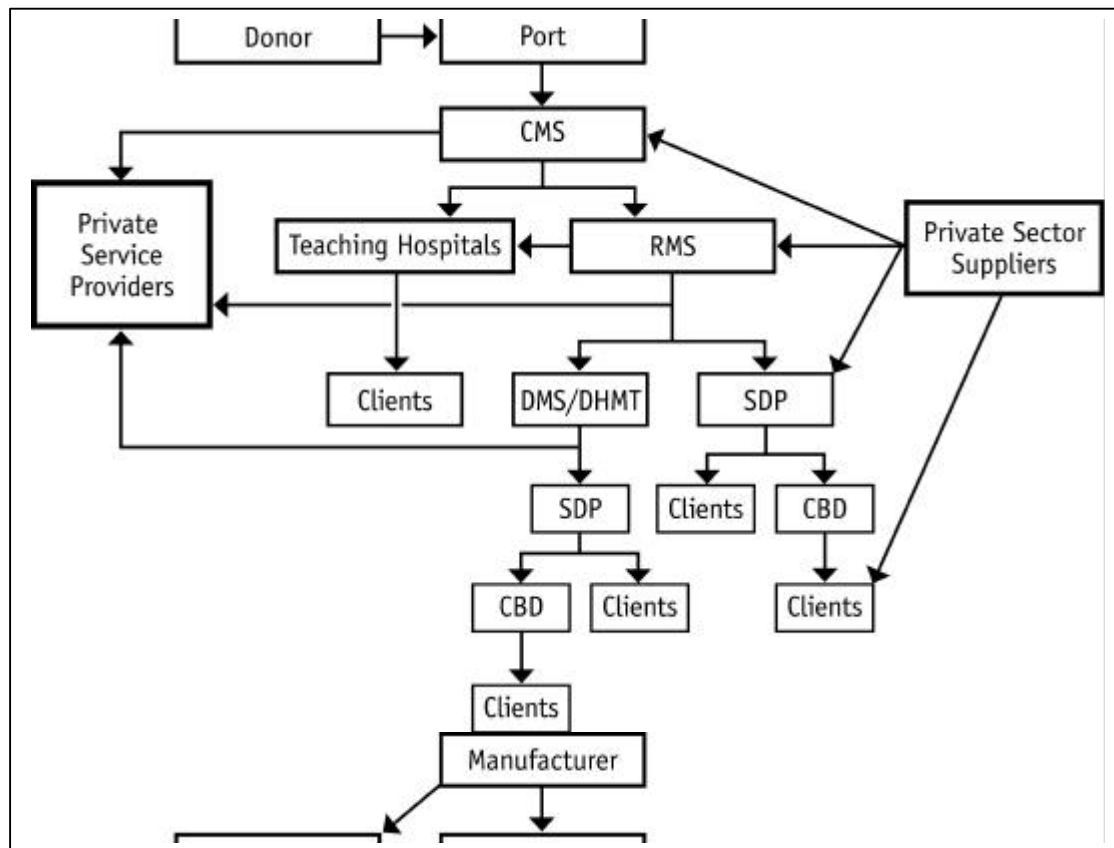 Donor
Port
CMS
Private
Service
Providers
Teaching Hospitals
RMS
Private Sector
Suppliers
Clients
DMS/DHMT
SDP
SDP
Clients
CBD
CBD
Clients
Clients
Clients
Manufacturer